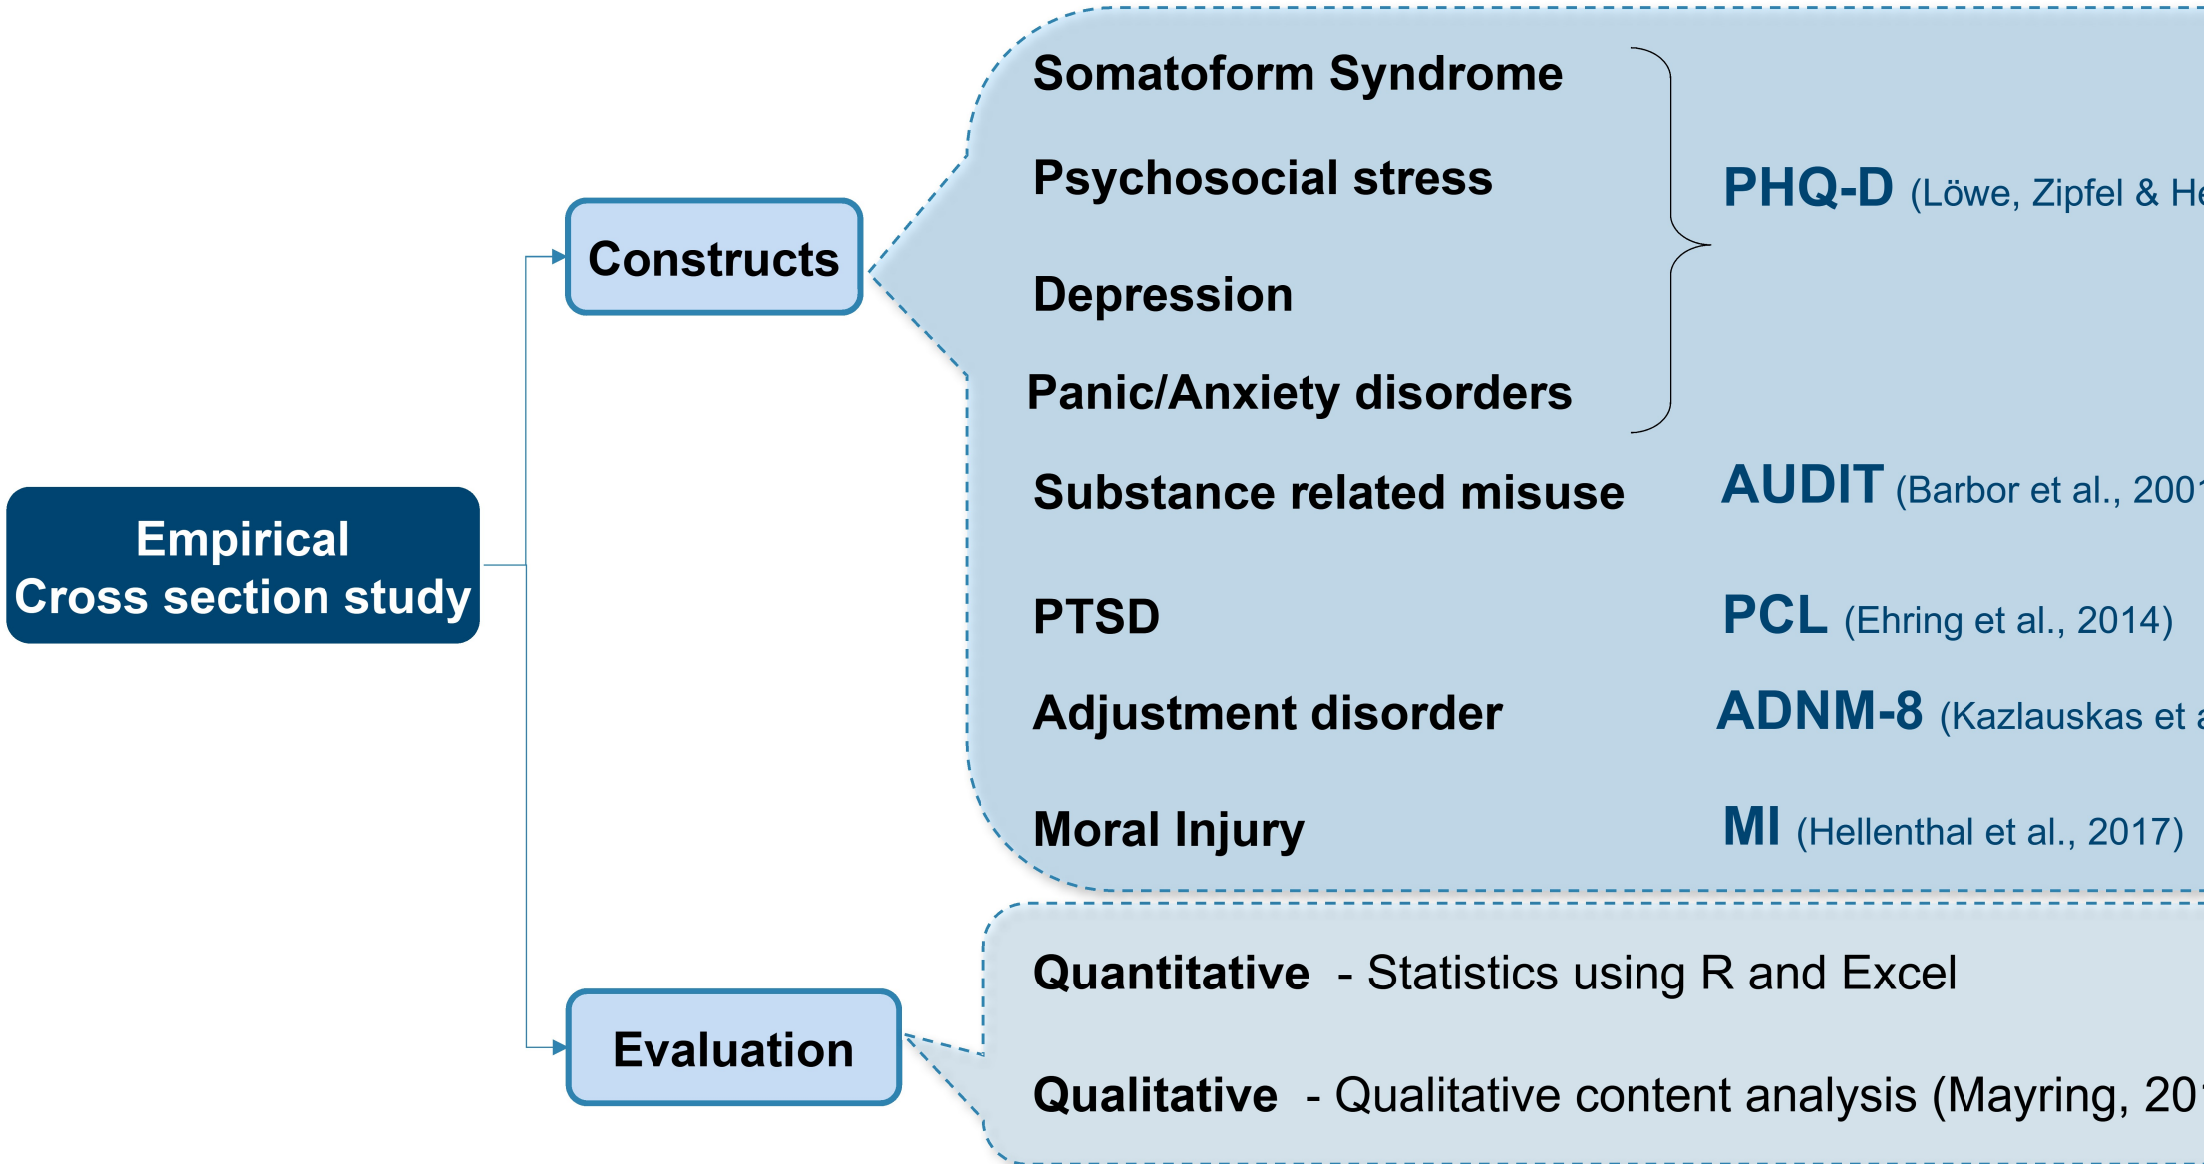 Somatoform Syndrome
Psychosocial stress
PHQ-D (Löwe, Zipfel &
Constructs
Depression
Panic/Anxiety disorders
Substance related misuse
AUDIT (Barbor et al.,
Empirical
Cross section study
PTSD
PCL (Ehring et al., 2014)
Adjustment disorder
ADNM-8 (Kazlauskas et
Moral Injury
MI (Hellenthal et al., 2017)
Quantitative - Statistics using R and Excel
Evaluation
Qualitative - Qualitative content analysis (Mayring,